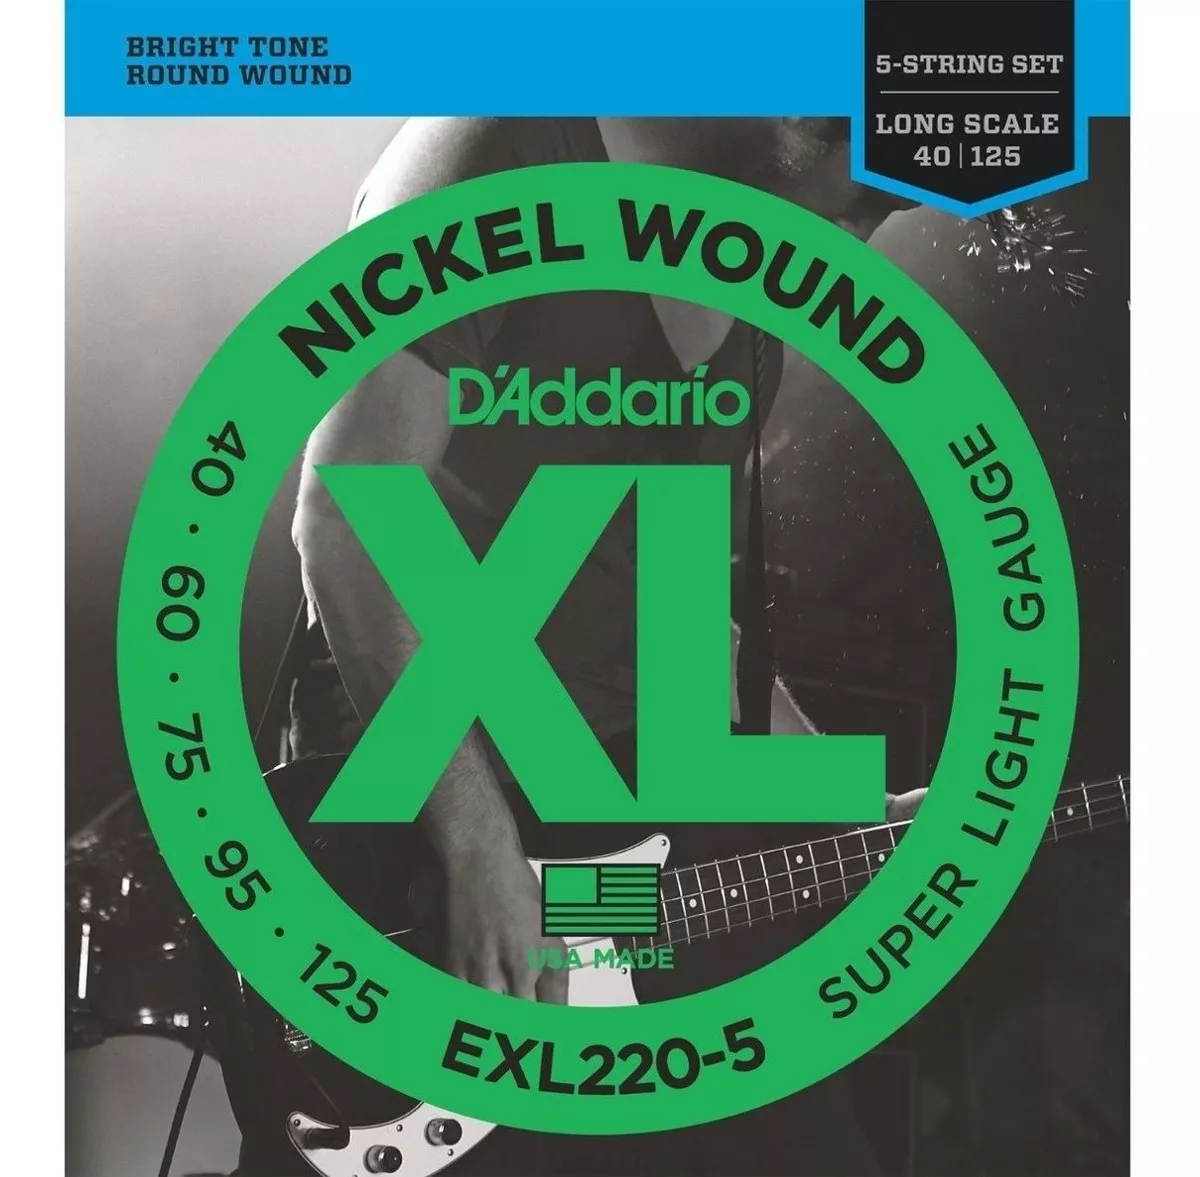 BRIGHT TONE
ROUND WOUND
5-STRING SET
LONG SCALE
40 | 125
NICKEL WOUND
D'Addario
XL
40 · 60 · 75 · 95 · 125
SUPER LIGHT GAUGE
USA MADE
EXL220-5